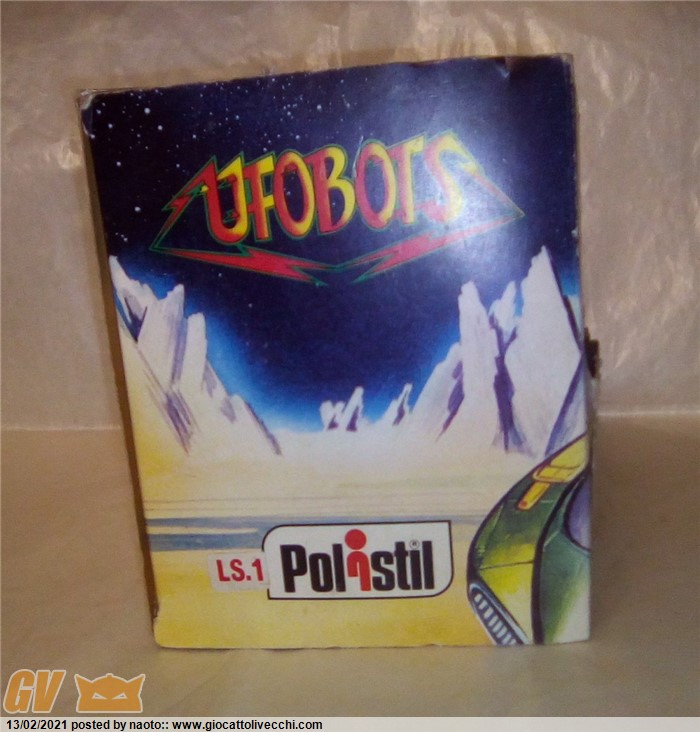 UFOBOTS
LS.1 Polistil®
GV
13/02/2021 posted by naoto:: www.giocattolivecchi.com